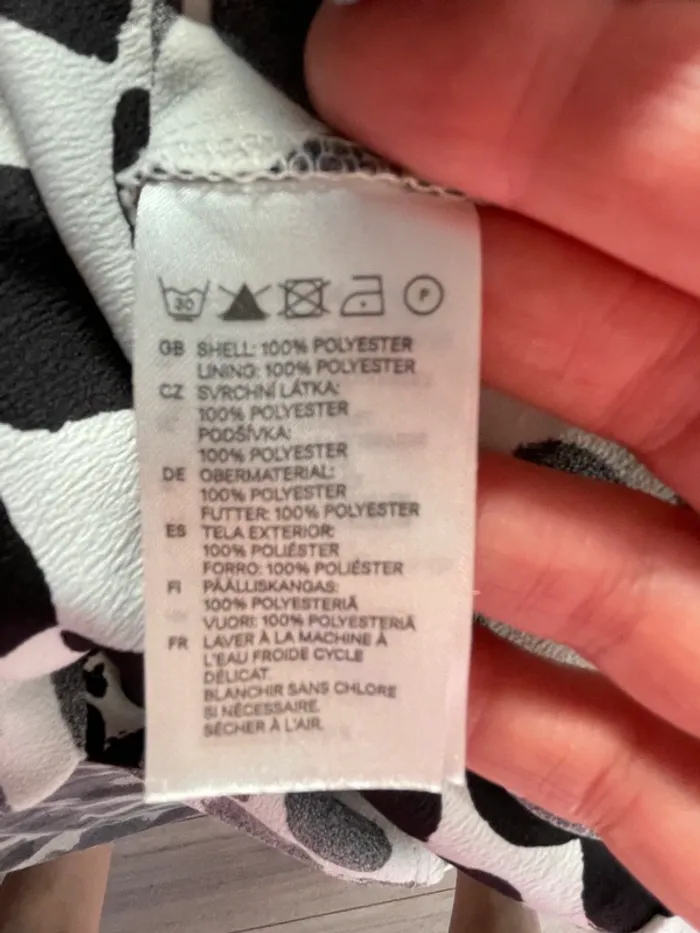 30 P
GB SHELL: 100% POLYESTER
LINING: 100% POLYESTER
CZ SVRCHNÍ LÁTKA:
100% POLYESTER
PODŠÍVKA:
100% POLYESTER
DE OBERMATERIAL:
100% POLYESTER
FUTTER: 100% POLYESTER
ES TELA EXTERIOR:
100% POLIÉSTER
FORRO: 100% POLIÉSTER
FI PÄÄLLISKANGAS:
100% POLYESTERIÄ
VUORI: 100% POLYESTERIÄ
FR LAVER À LA MACHINE À
L'EAU FROIDE CYCLE
DÉLICAT.
BLANCHIR SANS CHLORE
SI NÉCESSAIRE.
SÉCHER À L'AIR.